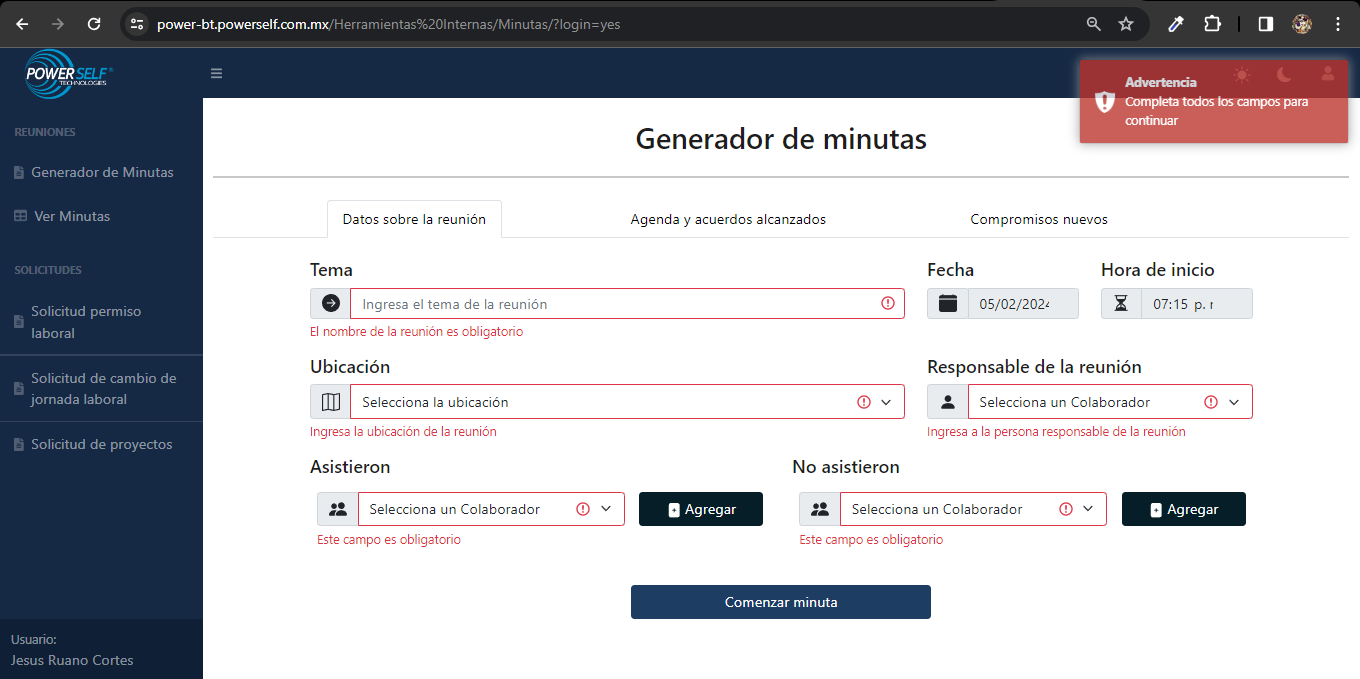 power-bt.powerself.com.mx/Herramientas%20Internas/Minutas/?login=yes
POWER SELF
TECHNOLOGIES
Advertencia
Completa todos los campos para
continuar
REUNIONES
Generador de Minutas
Ver Minutas
SOLICITUDES
Solicitud permiso
laboral
Solicitud de cambio de
jornada laboral
Solicitud de proyectos
Usuario:
Jesus Ruano Cortes
Generador de minutas
Datos sobre la reunión
Agenda y acuerdos alcanzados
Compromisos nuevos
Tema
Ingresa el tema de la reunión
El nombre de la reunión es obligatorio
Fecha
05/02/2024
Hora de inicio
07:15 p. 
Ubicación
Selecciona la ubicación
Ingresa la ubicación de la reunión
Responsable de la reunión
Selecciona un Colaborador
Ingresa a la persona responsable de la reunión
Asistieron
Selecciona un Colaborador
Agregar
Este campo es obligatorio
No asistieron
Selecciona un Colaborador
Agregar
Este campo es obligatorio
Comenzar minuta